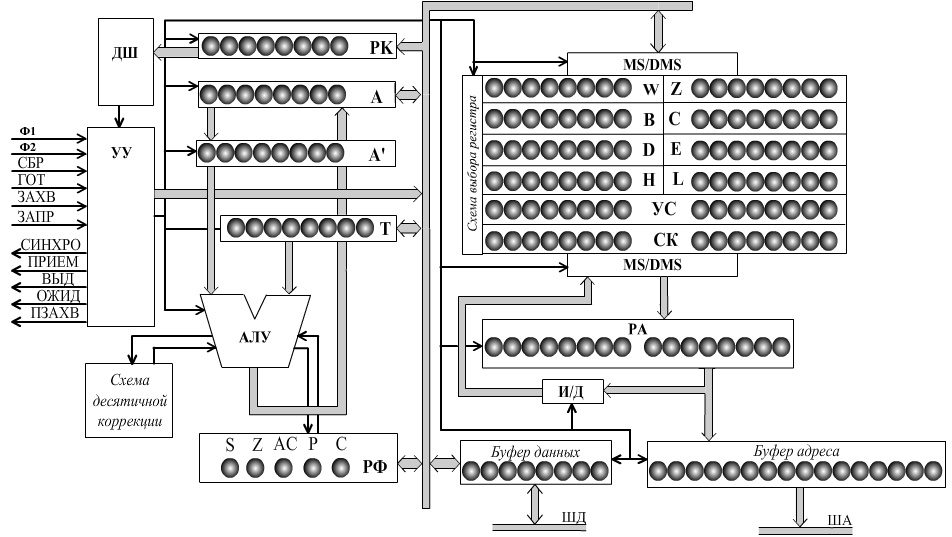 ДШ
РК
MS/DMS
А
Схема выбора регистра
W Z
B C
D E
H L
УС
СК
MS/DMS
Ф1
Ф2
СБР
ГОТ
ЗАХВ
ЗАПР
УУ
А'
Т
СИНХРО
ПРИЕМ
ВЫД
ОЖИД
ПЗАХВ
АЛУ
РА
Схема
десятичной
коррекции
И/Д
S Z AC P C
РФ
Буфер данных
Буфер адреса
ШД
ША